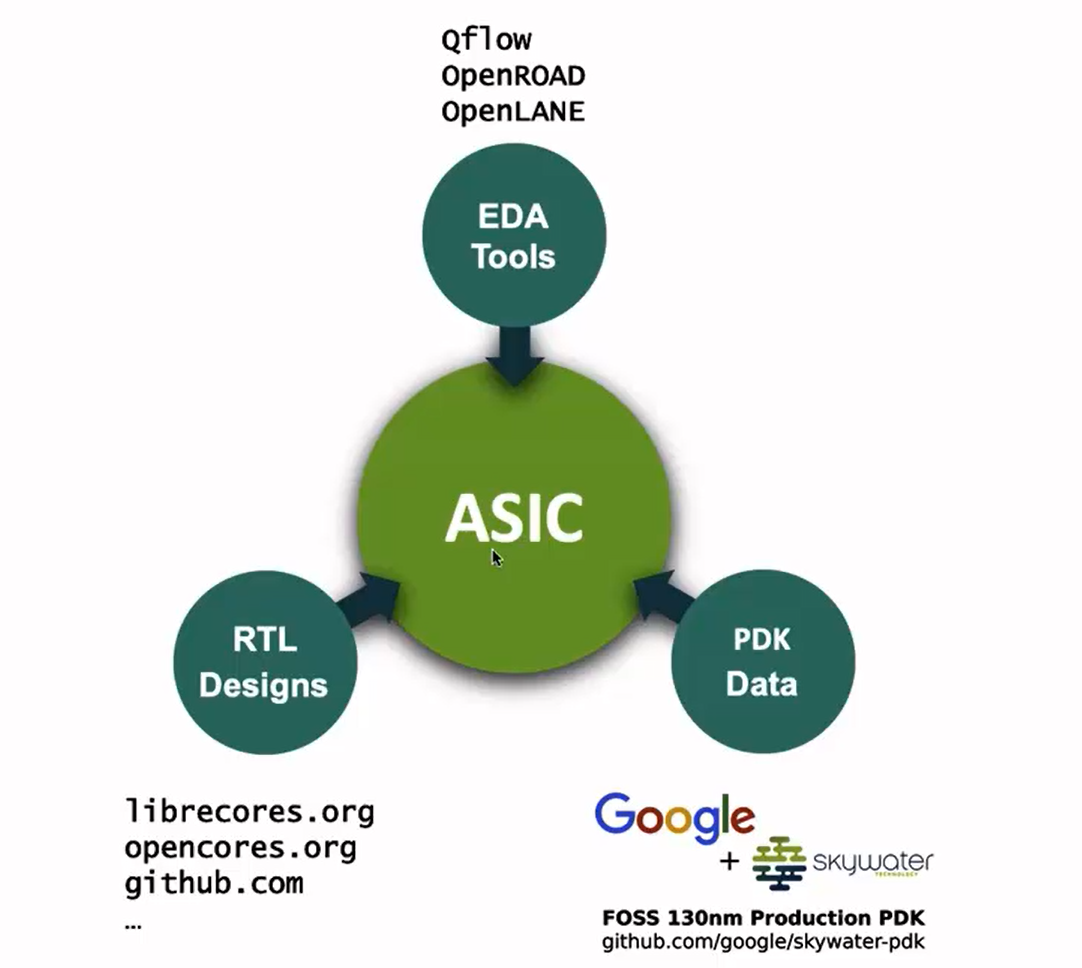 Qflow
OpenROAD
OpenLANE
EDA
Tools
ASIC
RTL
Designs
PDK
Data
librecores.org
opencores.org
github.com
...
Google
+ skywater
TECHNOLOGY
FOSS 130nm Production PDK
github.com/google/skywater-pdk